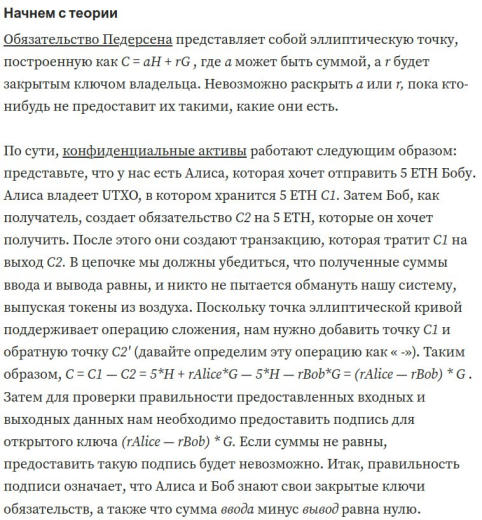 Начнем с теории
Обязательство Педерсена представляет собой эллиптическую точку,
построенную как C = aH + rG , где a может быть суммой, а r будет
закрытым ключом владельца. Невозможно раскрыть a или r, пока кто-
нибудь не предоставит их такими, какие они есть.
По сути, конфиденциальные активы работают следующим образом:
представьте, что у нас есть Алиса, которая хочет отправить 5 ETH Бобу.
Алиса владеет UTXO, в котором хранится 5 ETH C1. Затем Боб, как
получатель, создает обязательство C2 на 5 ETH, которые он хочет
получить. После этого они создают транзакцию, которая тратит C1 на
выход C2. В цепочке мы должны убедиться, что полученные суммы
ввода и вывода равны, и никто не пытается обмануть нашу систему,
выпуская токены из воздуха. Поскольку точка эллиптической кривой
поддерживает операцию сложения, нам нужно добавить точку C1 и
обратную точку C2' (давайте определим эту операцию как « -»). Таким
образом, C = C1 — C2 = 5*H + rAlice*G — 5*H — rBob*G = (rAlice — rBob) * G .
Затем для проверки правильности предоставленных входных и
выходных данных нам необходимо предоставить подпись для
открытого ключа (rAlice — rBob) * G. Если суммы не равны,
предоставить такую подпись будет невозможно. Итак, правильность
подписи означает, что Алиса и Боб знают свои закрытые ключи
обязательств, а также что сумма ввода минус вывод равна нулю.